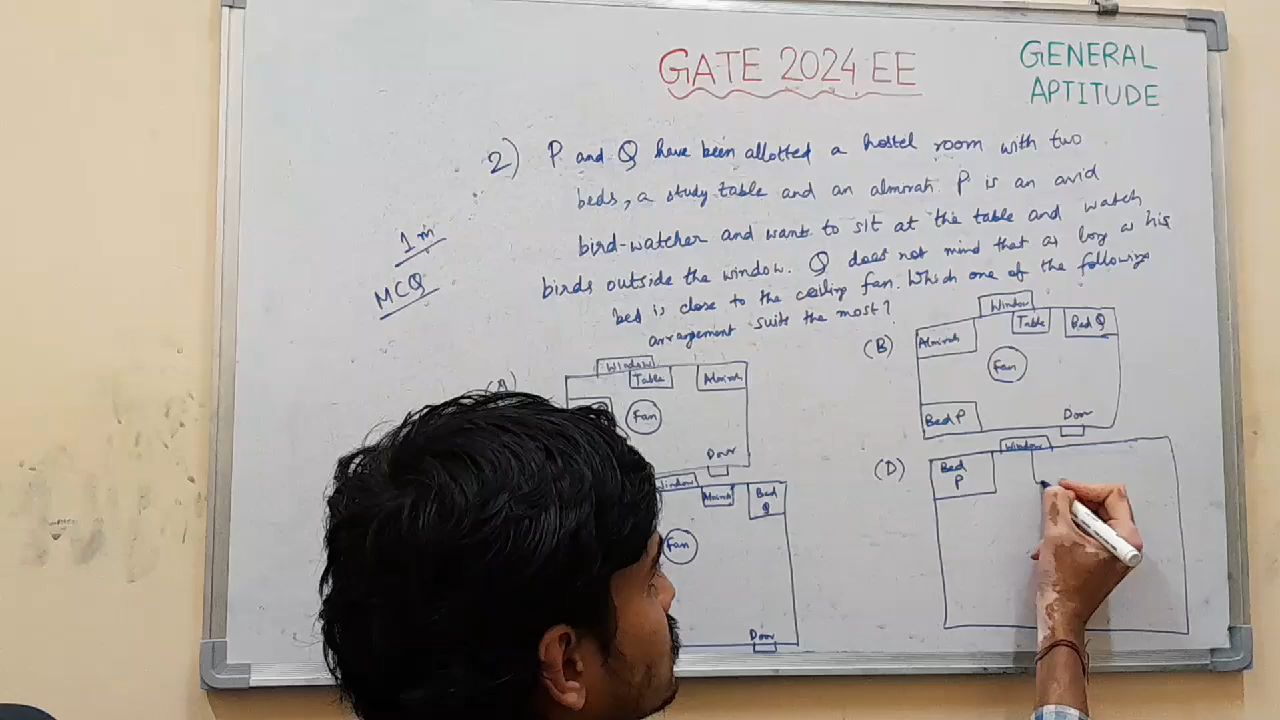 GATE 2024 EE
GENERAL
APTITUDE
2) P and Q have been allotted a hostel room with two
beds, a study table and an almirah. P is an avid
bird-watcher and wants to sit at the table and watch
birds outside the window. Q does not mind that as long as his
bed is close to the ceiling fan. Which one of the following
arrangement suits the most?
1 m
MCQ
(A)
Window
Table
Almirah
Fan
Door
(B)
Window
Almirah
Table
Bed Q
Fan
Bed P
Door
Window
Almirah
Bed
Q
Fan
Door
(D)
Window
Bed
P